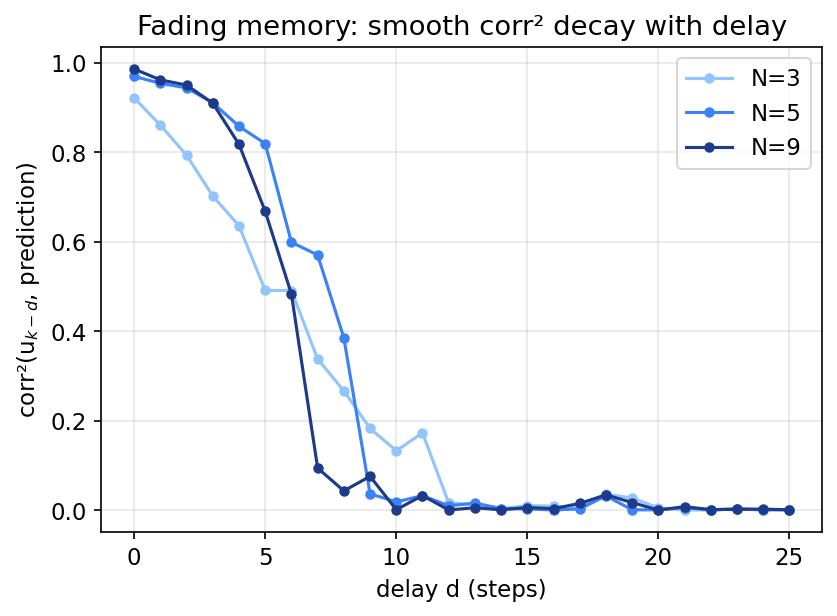 Fading memory: smooth corr² decay with delay
corr²(uₖ₋d, prediction)
1.0
0.8
0.6
0.4
0.2
0.0
N=3
N=5
N=9
0 5 10 15 20 25
delay d (steps)